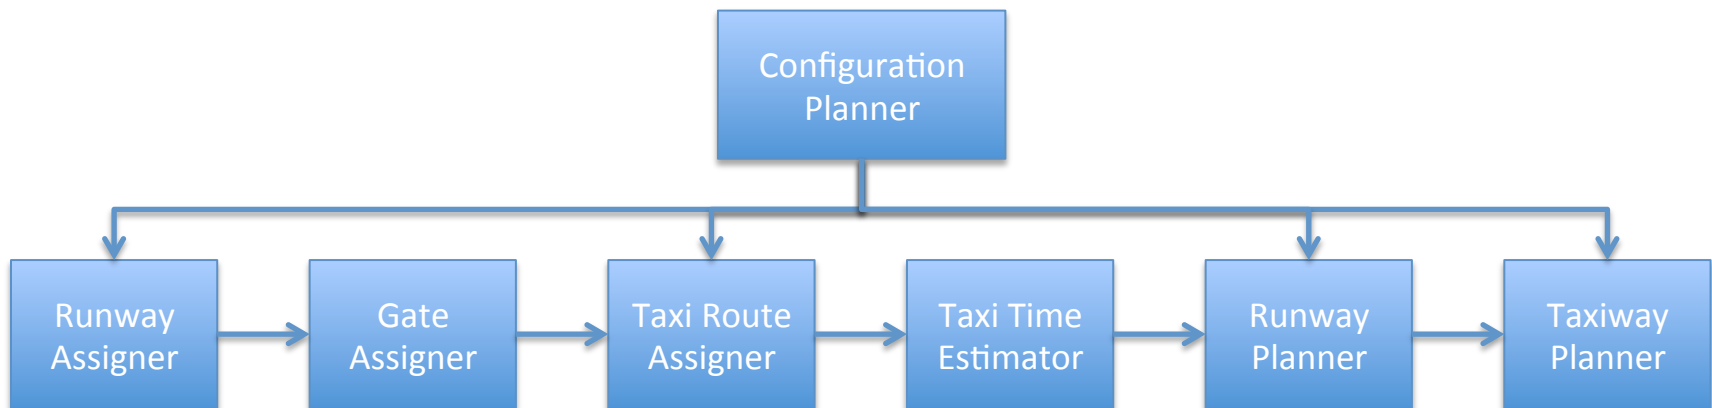 Configuration
Planner
Runway
Assigner
Gate
Assigner
Taxi Route
Assigner
Taxi Time
Estimator
Runway
Planner
Taxiway
Planner